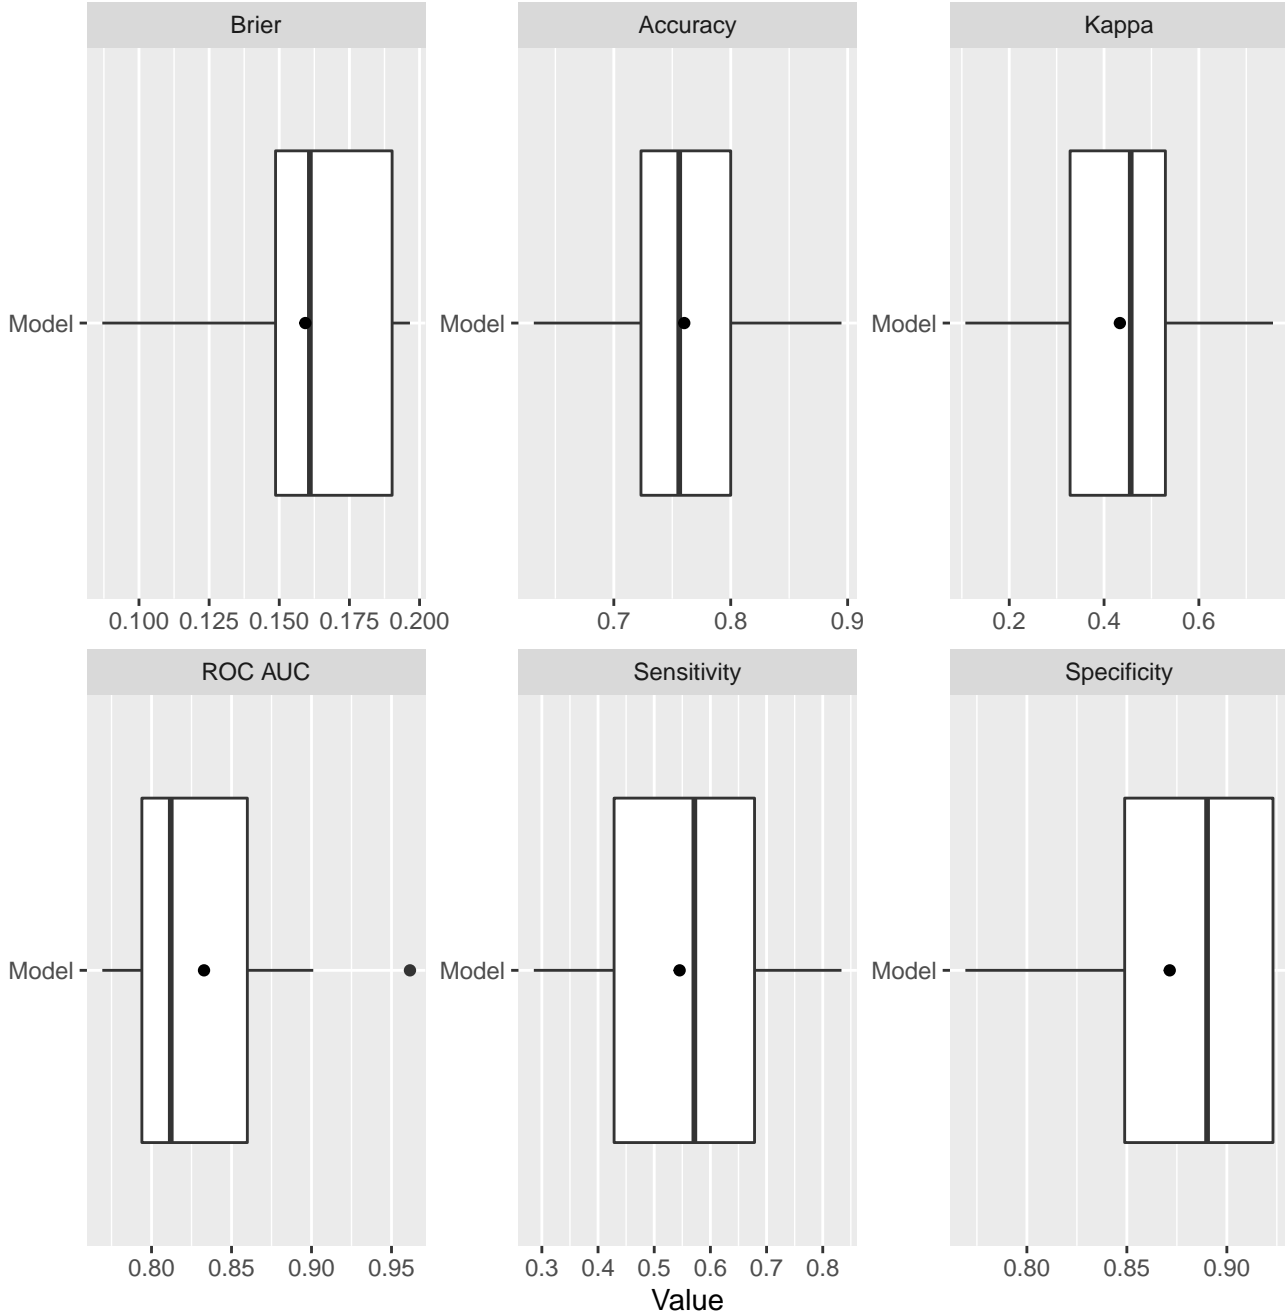 Brier Accuracy Kappa
Model Model Model
0.100 0.125 0.150 0.175 0.200 0.7 0.8 0.9 0.2 0.4 0.6
ROC AUC Sensitivity Specificity
Model Model Model
0.80 0.85 0.90 0.95 0.3 0.4 0.5 0.6 0.7 0.8 0.80 0.85 0.90
Value